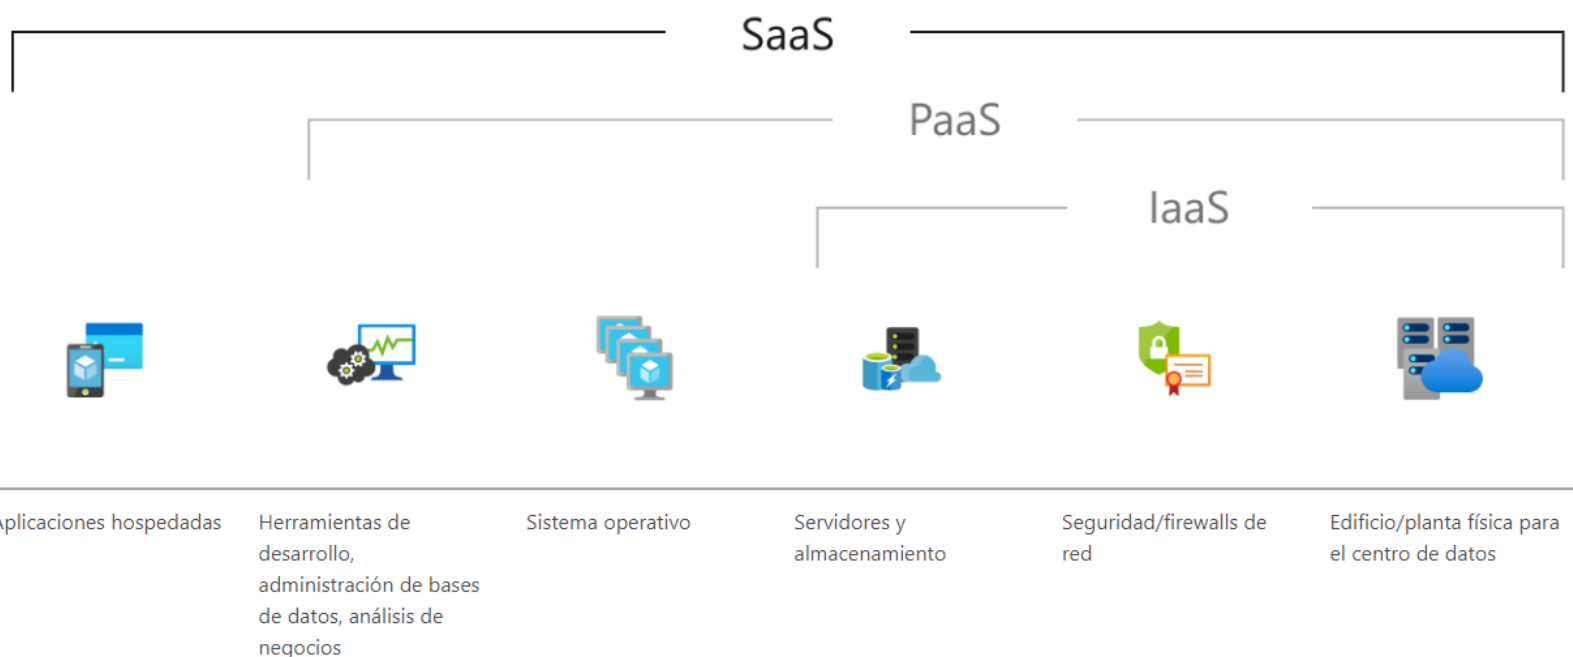 SaaS
PaaS
IaaS
Aplicaciones hospedadas
Herramientas de
desarrollo,
administración de bases
de datos, análisis de
negocios
Sistema operativo
Servidores y
almacenamiento
Seguridad/firewalls de
red
Edificio/planta física para
el centro de datos